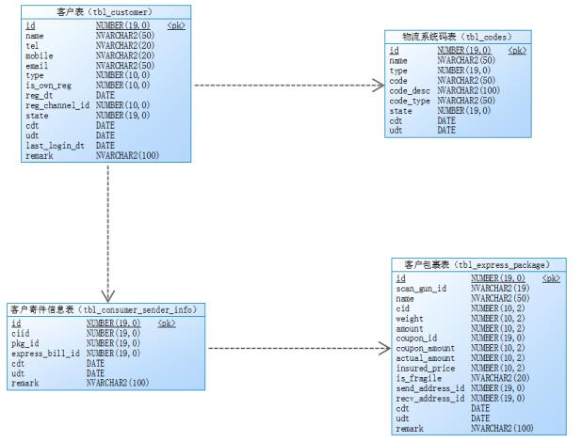 客户表（tbl_customer）
id NUMBER(19,0) <pk>
name NVARCHAR2(50)
tel NVARCHAR2(20)
mobile NVARCHAR2(20)
email NVARCHAR2(50)
type NUMBER(10,0)
is_ovn_reg NUMBER(10,0)
reg_dt DATE
reg_channel_id NUMBER(10,0)
state NUMBER(19,0)
cdt DATE
udt DATE
last_login_dt DATE
remark NVARCHAR2(100)
物流系统码表（tbl_codes）
id NUMBER(19,0) <pk>
name NVARCHAR2(50)
type NUMBER(19,0)
code NVARCHAR2(50)
code_desc NVARCHAR2(100)
code_type NVARCHAR2(50)
state NUMBER(19,0)
cdt DATE
udt DATE
客户寄件信息表（tbl_consumer_sender_info）
id NUMBER(19,0) <pk>
ciid NUMBER(19,0)
pkg_id NUMBER(19,0)
express_bill_id NUMBER(19,0)
cdt DATE
udt DATE
remark NVARCHAR2(100)
客户包裹表（tbl_express_package）
id NUMBER(19,0) <pk>
scan_gun_id NVARCHAR2(19)
name NVARCHAR2(50)
cid NUMBER(10,2)
weight NUMBER(10,2)
amount NUMBER(10,2)
coupon_id NUMBER(19,0)
coupon_amount NUMBER(10,2)
actual_amount NUMBER(10,2)
insured_price NUMBER(10,2)
is_fragile NVARCHAR2(20)
send_address_id NUMBER(19,0)
recv_address_id NUMBER(19,0)
cdt DATE
udt DATE
remark NVARCHAR2(100)